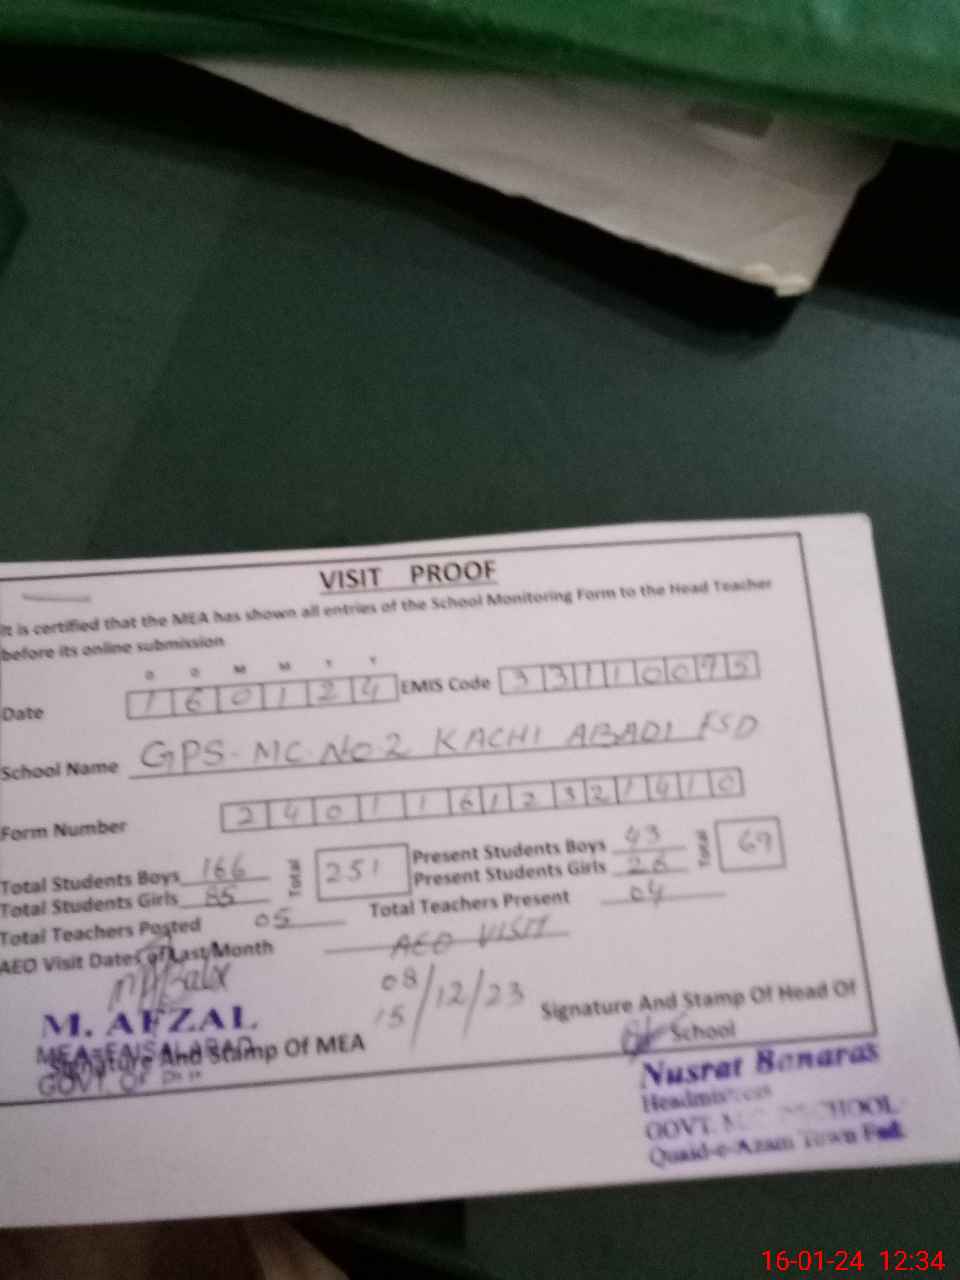 VISIT PROOF
It is certified that the MEA has shown all entries of the School Monitoring Form to the Head Teacher
before its online submission
D D M M Y Y
Date 1 6 0 1 2 4 EMIS Code 3 3 1 1 0 0 7 5
School Name GPS-MC-NO.2 KACHI ABADI FSD
Form Number 2 4 0 1 1 6 1 2 3 2 1 4 1 0
Total Students Boys 166 Total 251 Present Students Boys 43 Total 69
Total Students Girls 85 Present Students Girls 26
Total Teachers Posted 05 Total Teachers Present 04
AEO Visit Dates of Last Month AEO VISIT
08
15 /12/23
M. AFZAL
MEA-FAISALABAD
GOVT. OF
Signature And Stamp Of MEA
Signature And Stamp Of Head Of
School
Nusrat Banaras
Headmistress
GOVT. SCHOOL
Quaid-e-Azam Town Fsd.
16-01-24 12:34